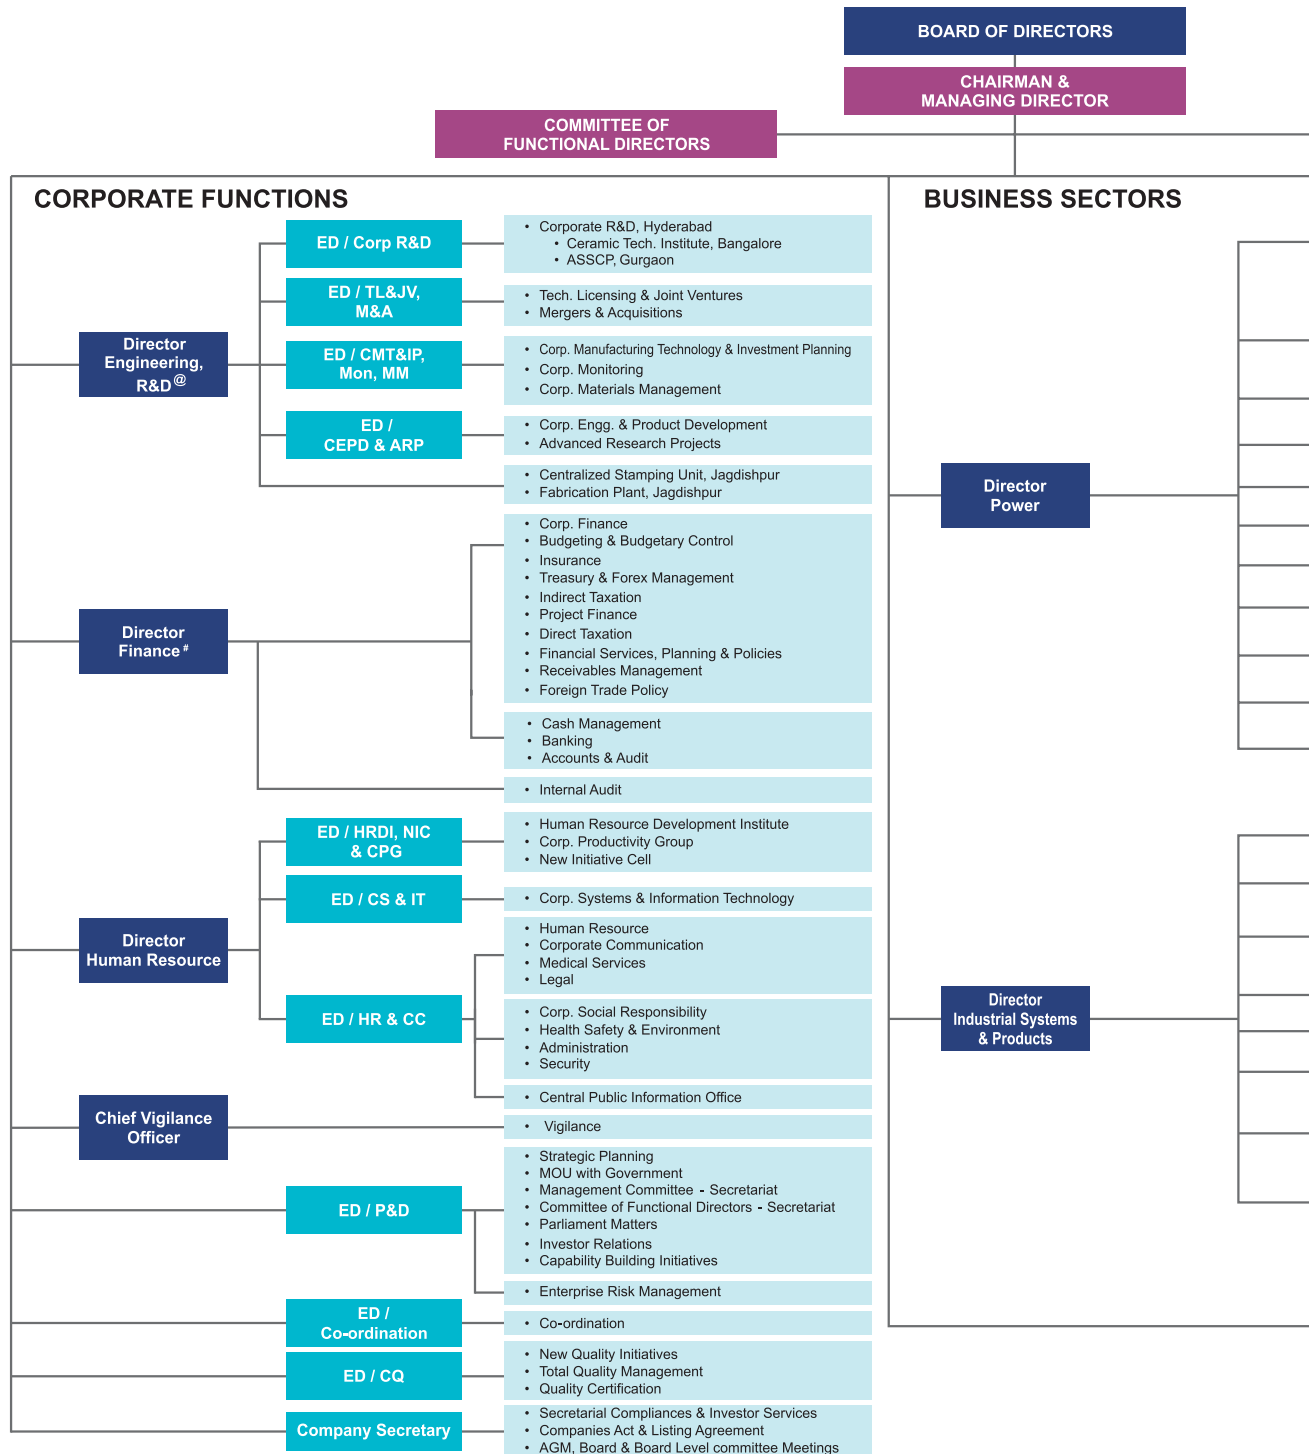 BOARD OF DIRECTORS
CHAIRMAN &
MANAGING DIRECTOR
COMMITTEE OF
FUNCTIONAL DIRECTORS
CORPORATE FUNCTIONS
Director
Engineering,
R&D@
ED / Corp R&D
• Corporate R&D, Hyderabad
• Ceramic Tech. Institute, Bangalore
• ASSCP, Gurgaon
ED / TL&JV,
M&A
• Tech. Licensing & Joint Ventures
• Mergers & Acquisitions
ED / CMT&IP,
Mon, MM
• Corp. Manufacturing Technology & Investment Planning
• Corp. Monitoring
• Corp. Materials Management
ED /
CEPD & ARP
• Corp. Engg. & Product Development
• Advanced Research Projects
• Centralized Stamping Unit, Jagdishpur
• Fabrication Plant, Jagdishpur
Director
Finance #
• Corp. Finance
• Budgeting & Budgetary Control
• Insurance
• Treasury & Forex Management
• Indirect Taxation
• Project Finance
• Direct Taxation
• Financial Services, Planning & Policies
• Receivables Management
• Foreign Trade Policy
• Cash Management
• Banking
• Accounts & Audit
• Internal Audit
Director
Human Resource
ED / HRDI, NIC
& CPG
• Human Resource Development Institute
• Corp. Productivity Group
• New Initiative Cell
ED / CS & IT
• Corp. Systems & Information Technology
ED / HR & CC
• Human Resource
• Corporate Communication
• Medical Services
• Legal
• Corp. Social Responsibility
• Health Safety & Environment
• Administration
• Security
• Central Public Information Office
Chief Vigilance
Officer
• Vigilance
ED / P&D
• Strategic Planning
• MOU with Government
• Management Committee - Secretariat
• Committee of Functional Directors - Secretariat
• Parliament Matters
• Investor Relations
• Capability Building Initiatives
• Enterprise Risk Management
ED /
Co-ordination
• Co-ordination
ED / CQ
• New Quality Initiatives
• Total Quality Management
• Quality Certification
Company Secretary
• Secretarial Compliances & Investor Services
• Companies Act & Listing Agreement
• AGM, Board & Board Level committee Meetings
BUSINESS SECTORS
Director
Power
Director
Industrial Systems
& Products